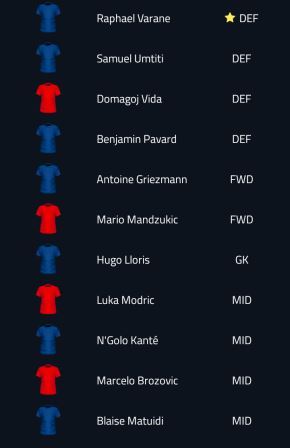 Raphael Varane DEF
Samuel Umtiti DEF
Domagoj Vida DEF
Benjamin Pavard DEF
Antoine Griezmann FWD
Mario Mandzukic FWD
Hugo Lloris GK
Luka Modric MID
N'Golo Kanté MID
Marcelo Brozovic MID
Blaise Matuidi MID